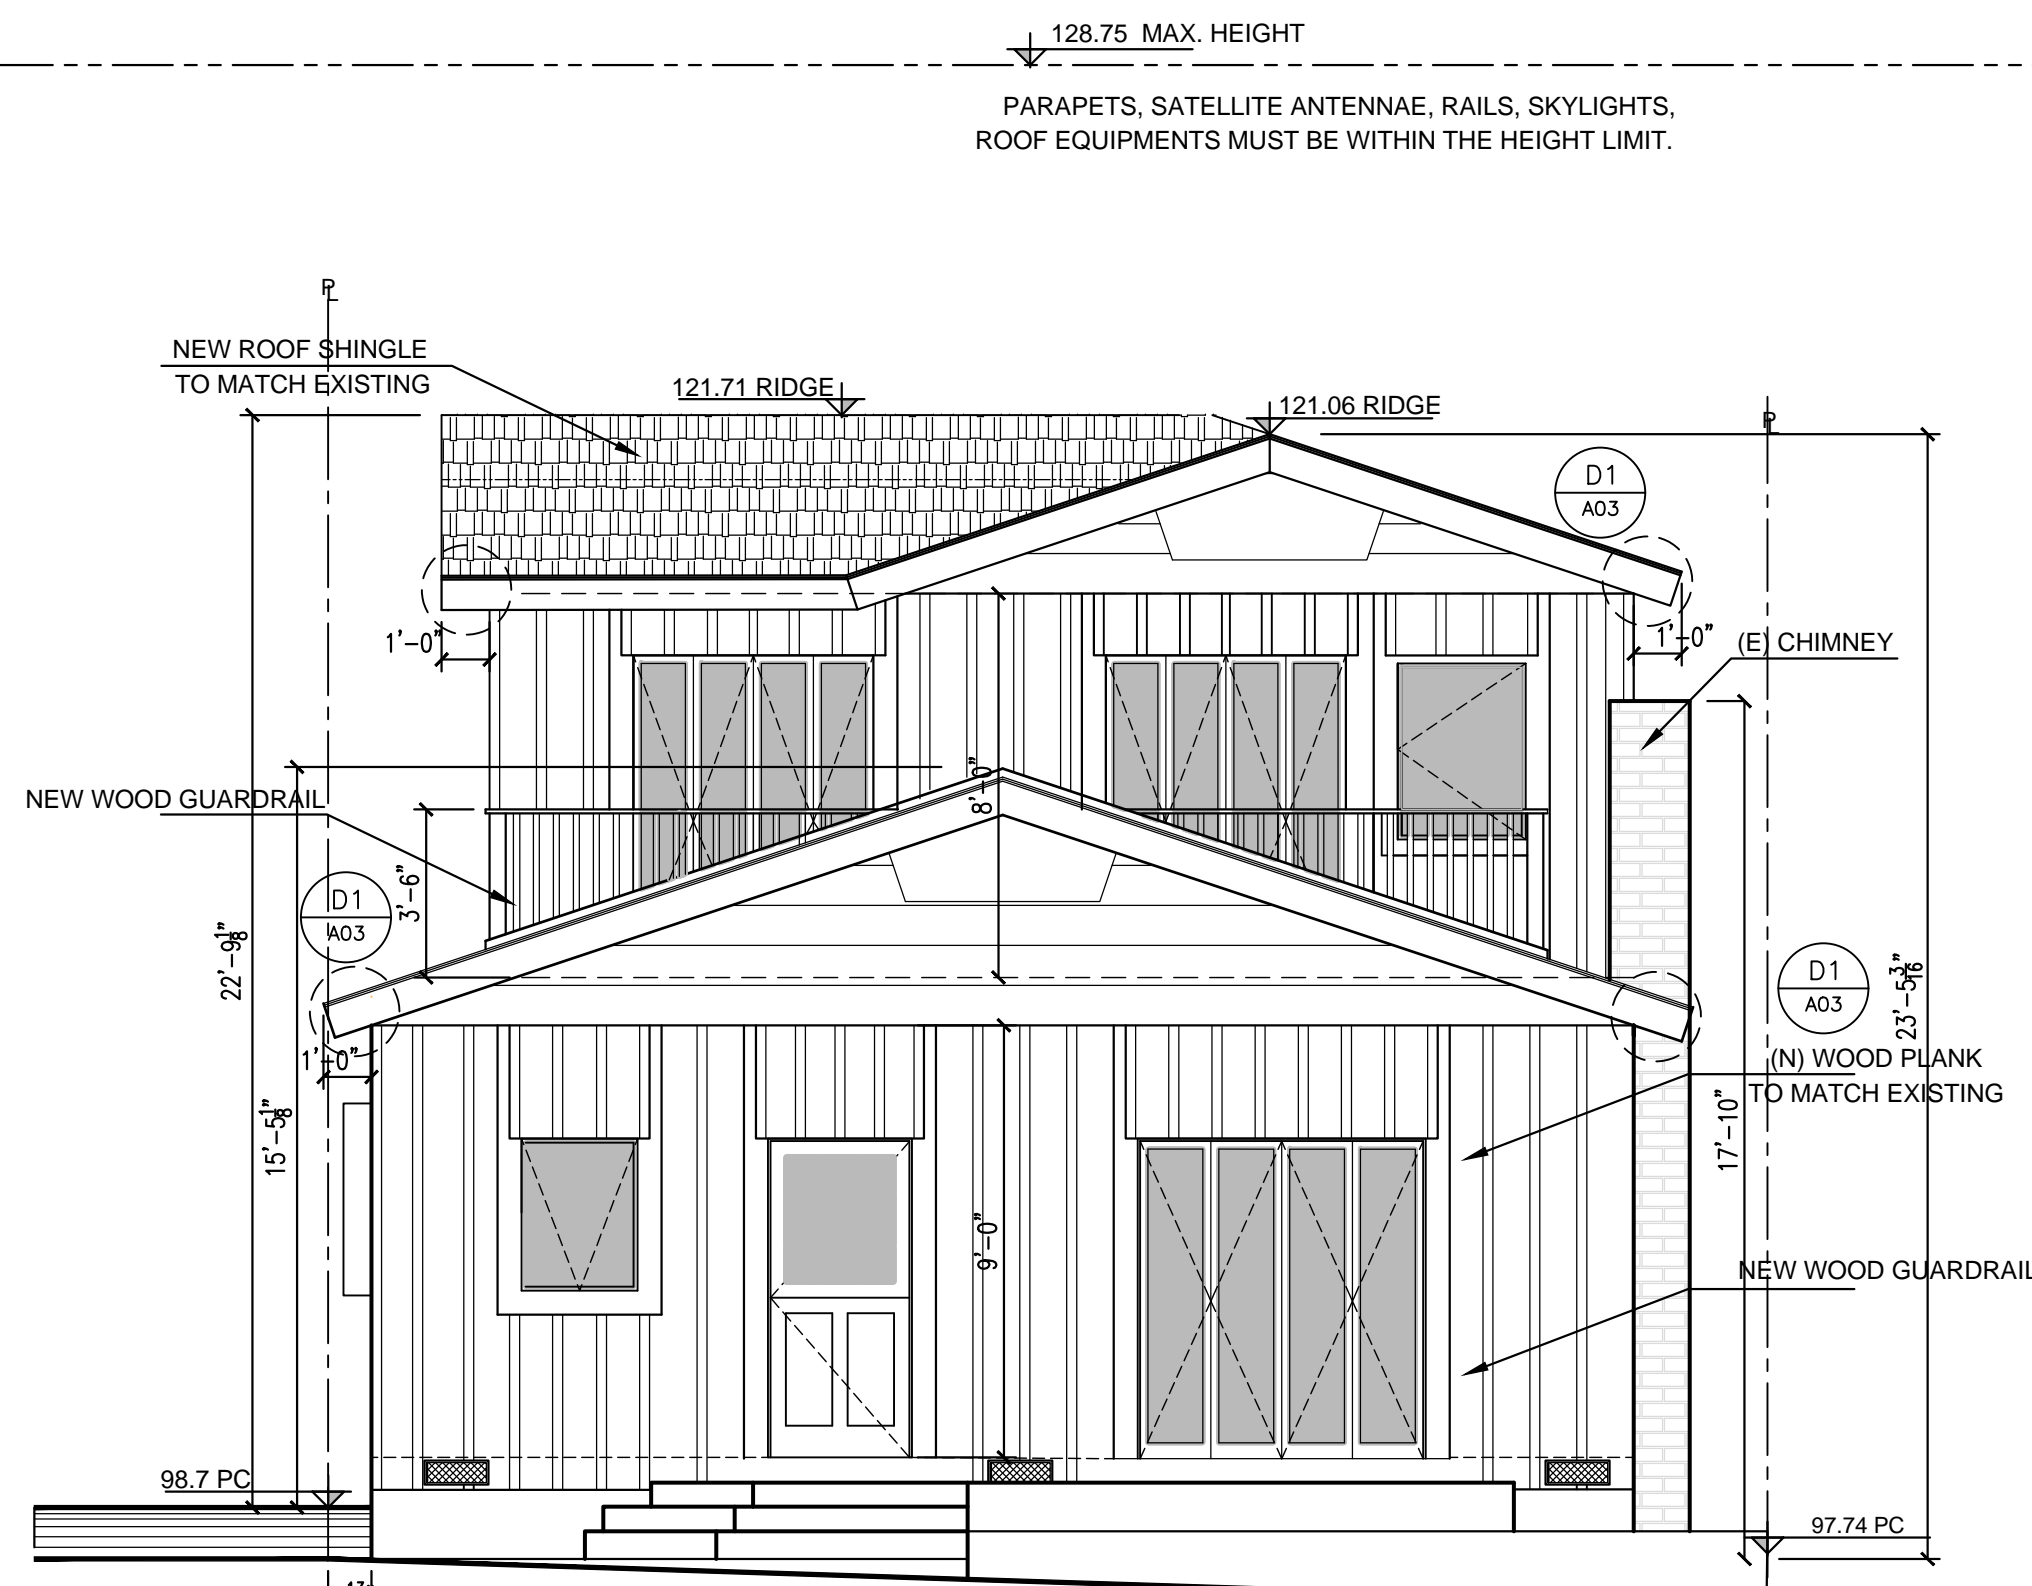 128.75 MAX. HEIGHT
PARAPETS, SATELLITE ANTENNAE, RAILS, SKYLIGHTS,
ROOF EQUIPMENTS MUST BE WITHIN THE HEIGHT LIMIT.
PL
NEW ROOF SHINGLE
TO MATCH EXISTING
121.71 RIDGE
121.06 RIDGE
PL
D1
A03
1'-0"
1'-0"
(E) CHIMNEY
NEW WOOD GUARDRAIL
8'-0"
3'-6"
D1
A03
22'-9 1/8"
D1
A03
23'-5 3/16"
1'-0"
(N) WOOD PLANK
TO MATCH EXISTING
15'-5 1/8"
17'-10"
9'-0"
NEW WOOD GUARDRAIL
98.7 PC
97.74 PC